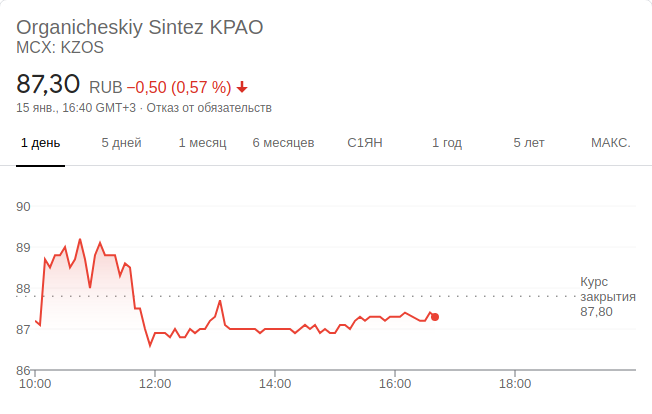 Organicheskiy Sintez KPAO
MCX: KZOS
87,30 RUB −0,50 (0,57 %)
15 янв., 16:40 GMT+3 · Отказ от обязательств
1 день 5 дней 1 месяц 6 месяцев С1ЯН 1 год 5 лет МАКС.
90
89
88
Курс
закрытия
87,80
87
86
10:00 12:00 14:00 16:00 18:00